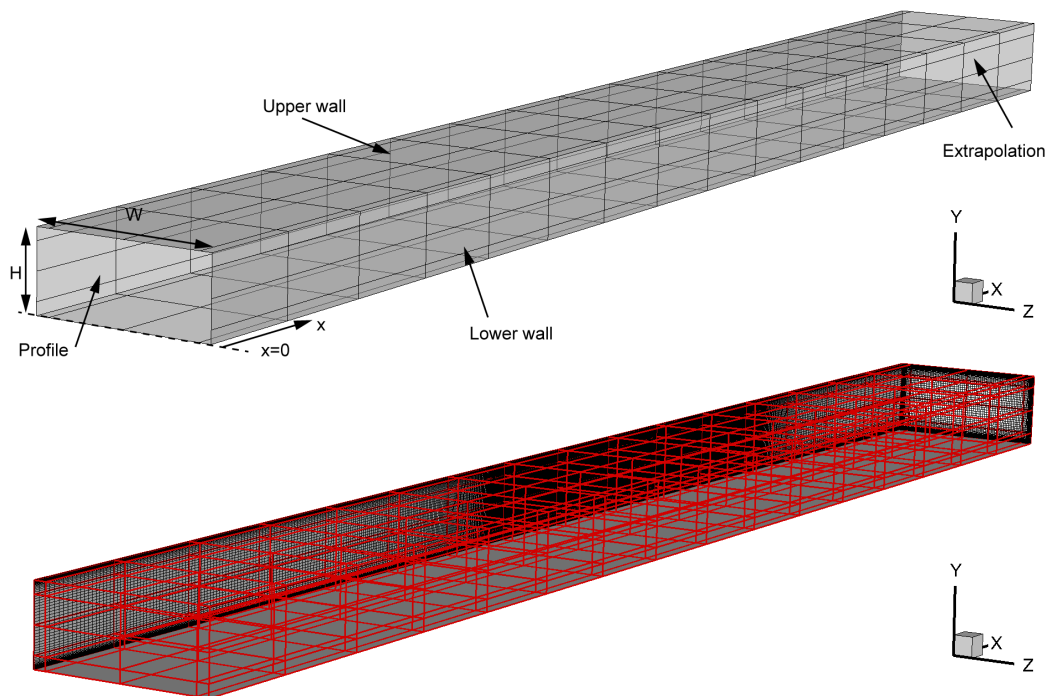 Upper wall
Extrapolation
W
H
Y
X
Z
x
x=0
Profile
Lower wall
Y
X
Z